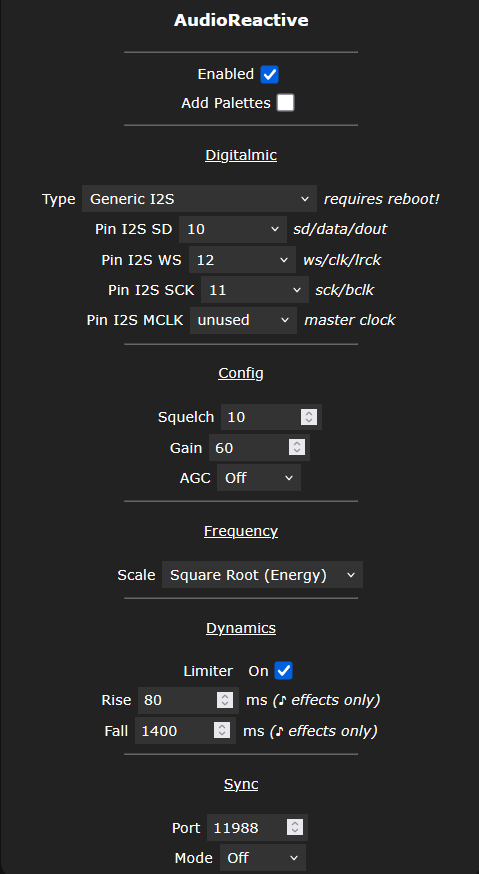 AudioReactive
Enabled
Add Palettes
Digitalmic
Type Generic I2S requires reboot!
Pin I2S SD 10 sd/data/dout
Pin I2S WS 12 ws/clk/lrck
Pin I2S SCK 11 sck/bclk
Pin I2S MCLK unused master clock
Config
Squelch 10
Gain 60
AGC Off
Frequency
Scale Square Root (Energy)
Dynamics
Limiter On
Rise 80 ms (♪ effects only)
Fall 1400 ms (♪ effects only)
Sync
Port 11988
Mode Off